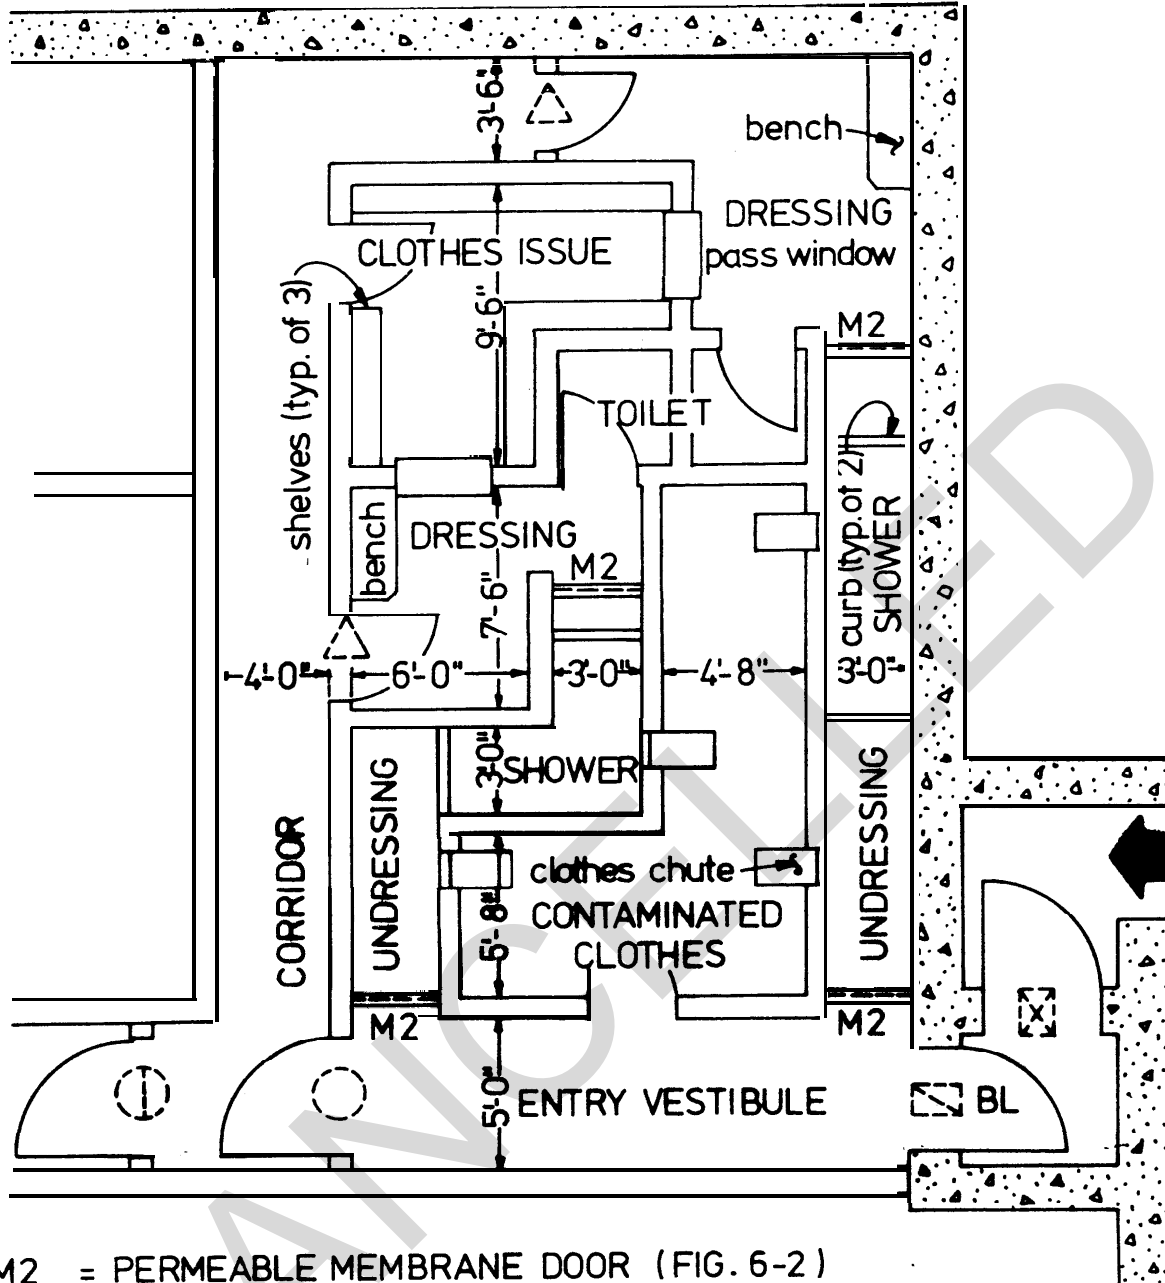 3'-6"
bench
DRESSING
pass window
CLOTHES ISSUE
shelves (typ. of 3)
9'-6"
M2
TOILET
curb (typ. of 2)
SHOWER
bench
DRESSING
M2
7'-6"
4'-0"
6'-0"
3'-0"
4'-8"
3'-0"
3'-0"
SHOWER
UNDRESSING
UNDRESSING
CORRIDOR
clothes chute
CONTAMINATED
CLOTHES
X
M2
M2
5'-0"
ENTRY VESTIBULE
BL
M2 = PERMEABLE MEMBRANE DOOR (FIG. 6-2)
ANCELLED